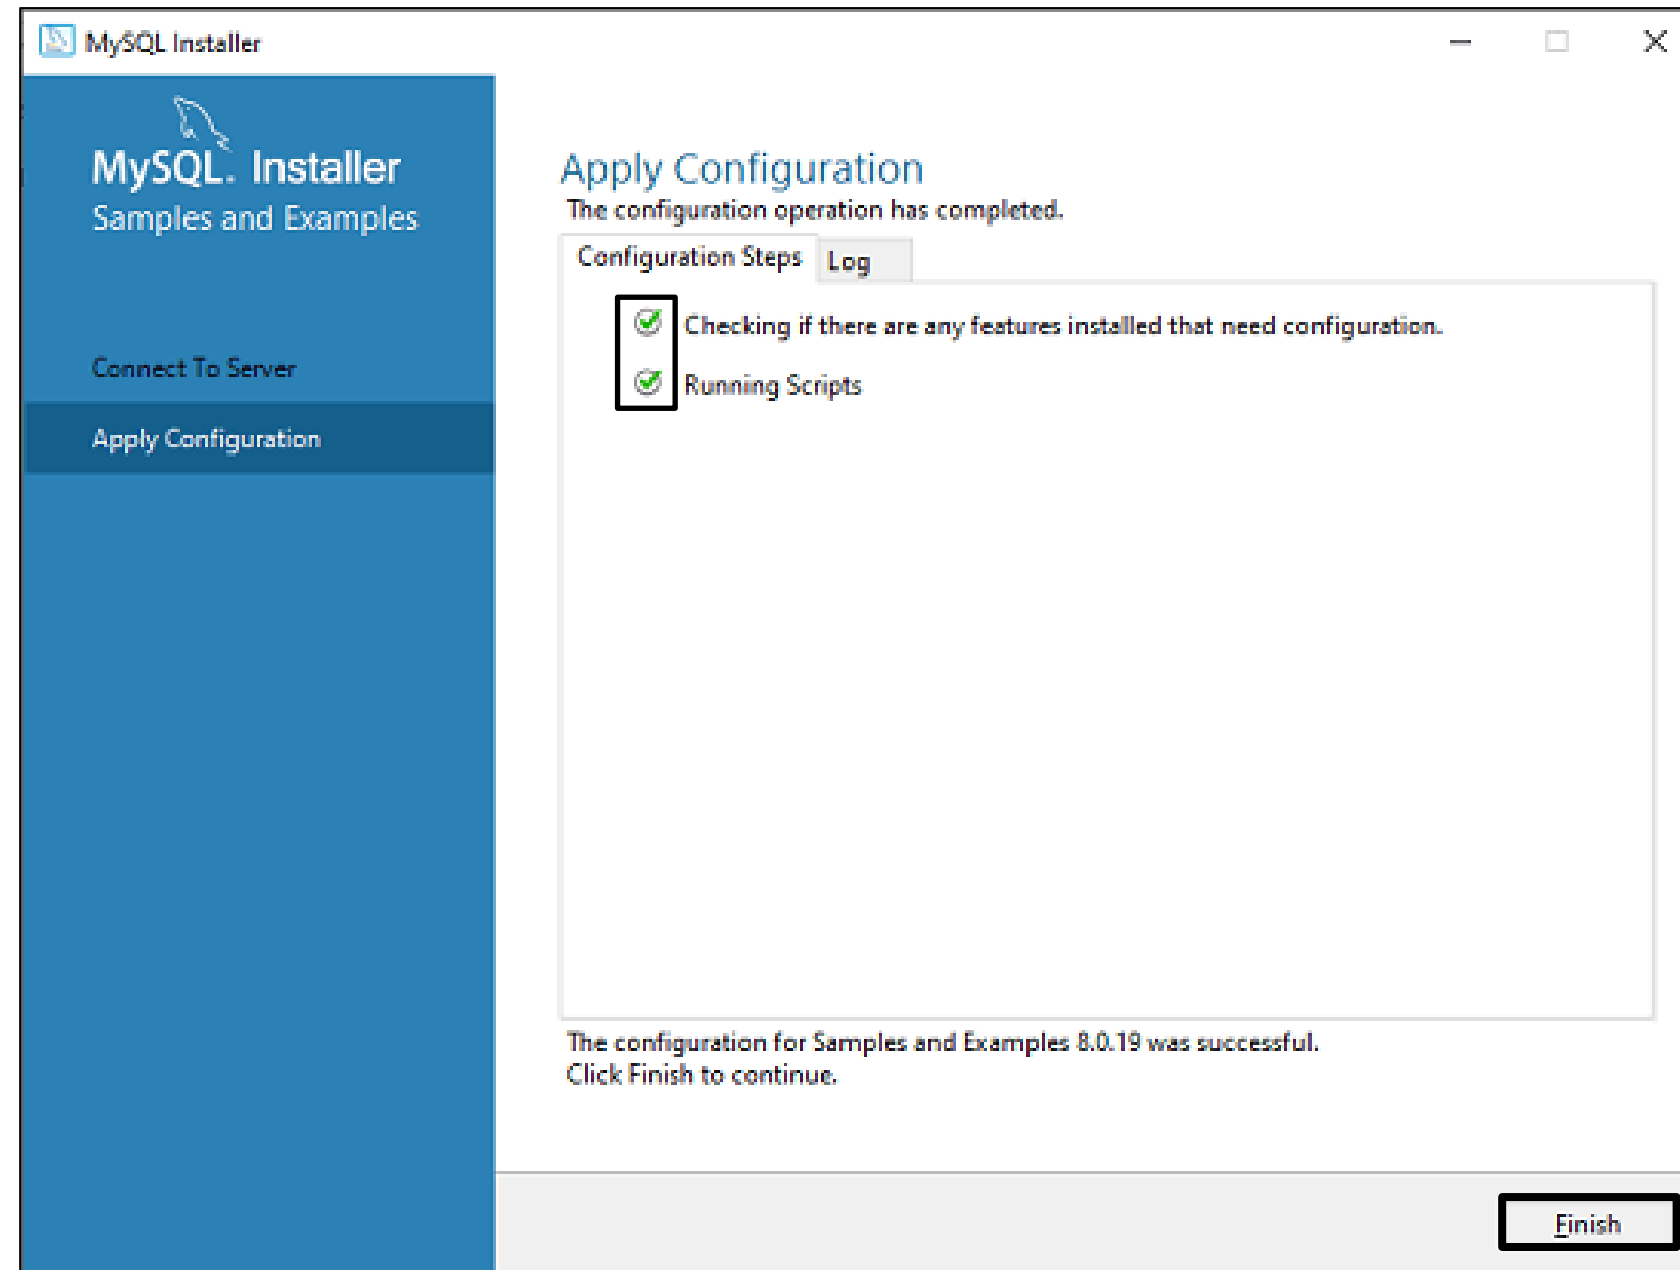 MySQL Installer
MySQL. Installer
Samples and Examples
Connect To Server
Apply Configuration
Apply Configuration
The configuration operation has completed.
Configuration Steps
Log
Checking if there are any features installed that need configuration.
Running Scripts
The configuration for Samples and Examples 8.0.19 was successful.
Click Finish to continue.
Finish